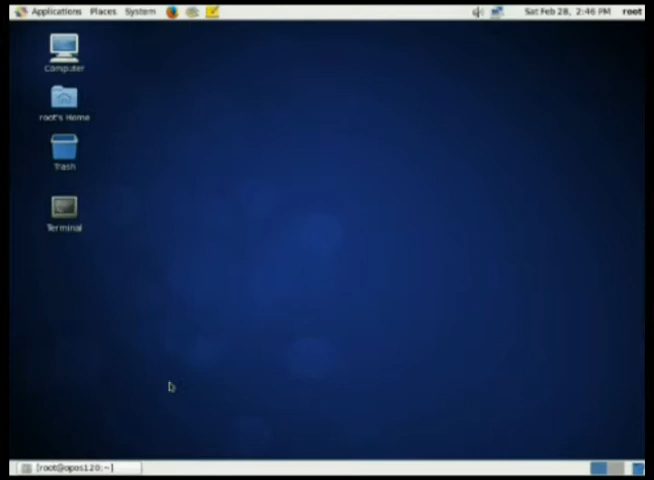 Applications Places System Sat Feb 28, 2:46 PM root
Computer
root's Home
Trash
Terminal
[root@opos120:~]